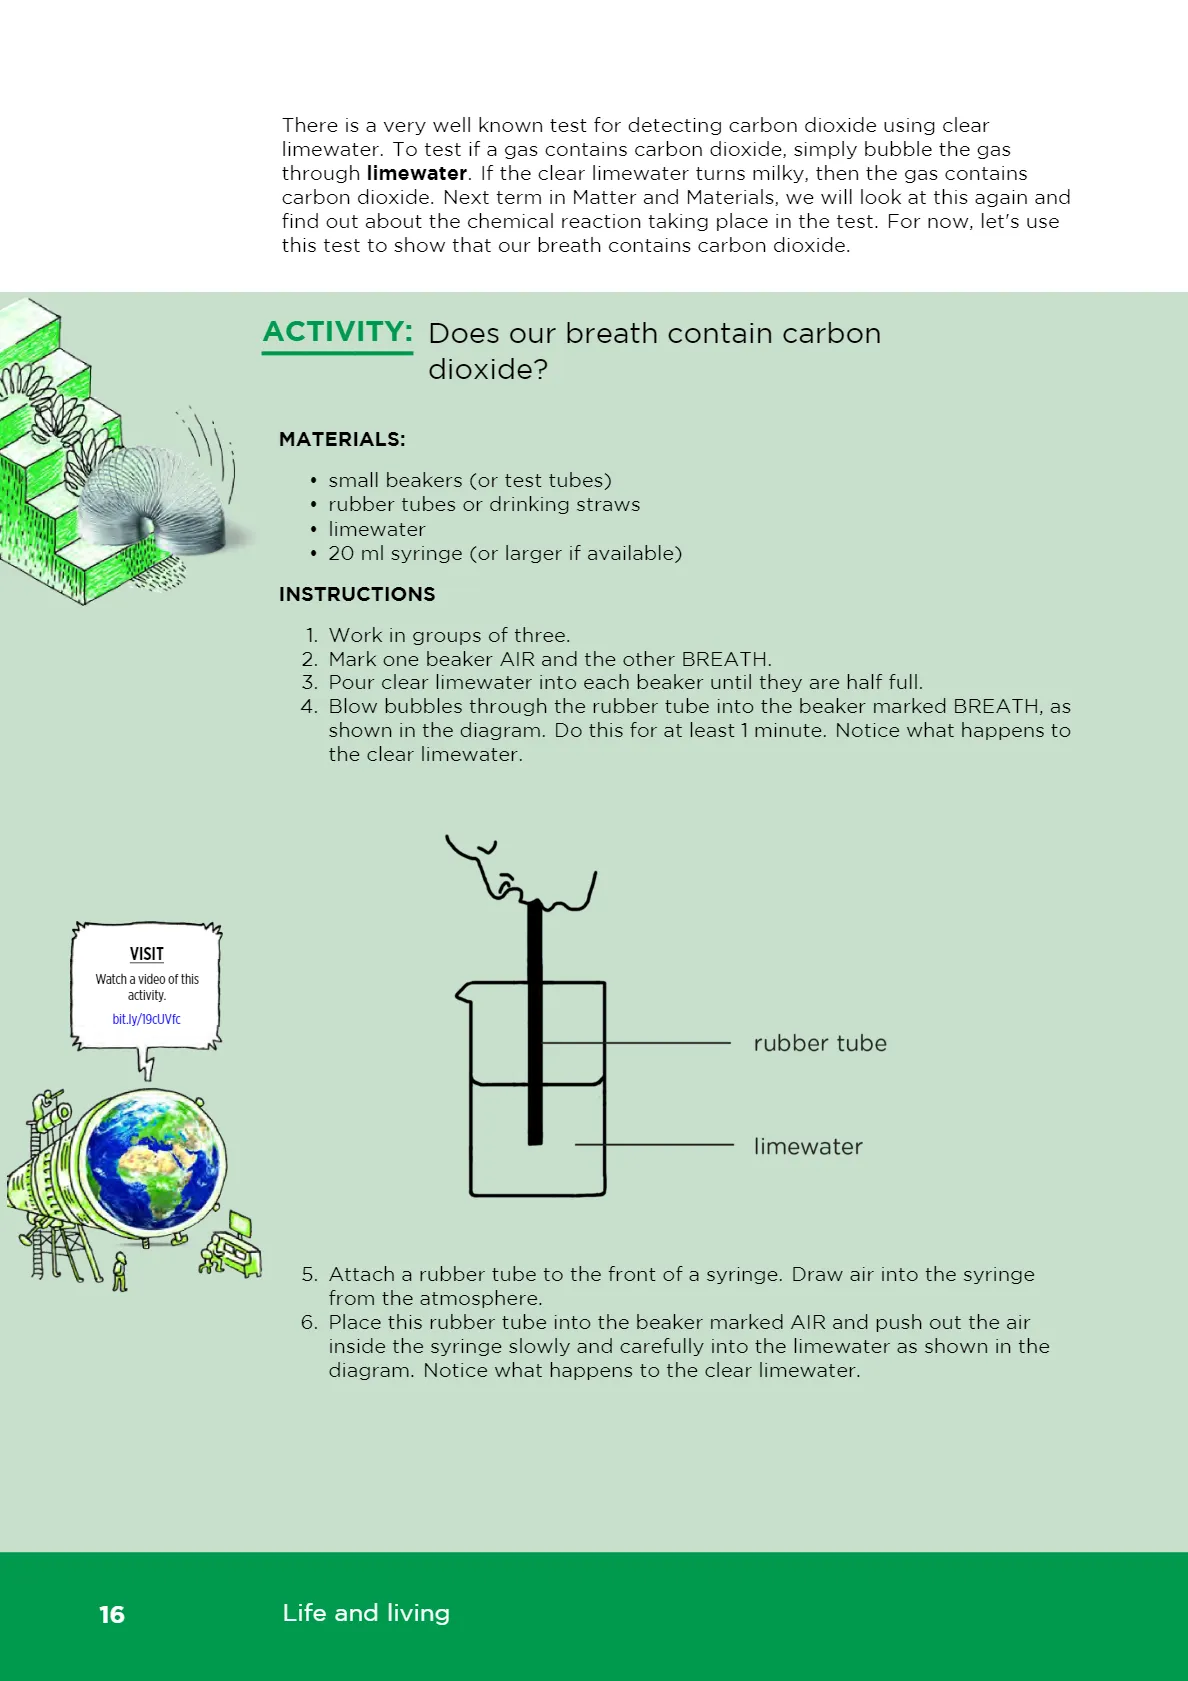 There is a very well known test for detecting carbon dioxide using clear
limewater. To test if a gas contains carbon dioxide, simply bubble the gas
through limewater. If the clear limewater turns milky, then the gas contains
carbon dioxide. Next term in Matter and Materials, we will look at this again and
find out about the chemical reaction taking place in the test. For now, let's use
this test to show that our breath contains carbon dioxide.
ACTIVITY: Does our breath contain carbon
dioxide?
MATERIALS:
• small beakers (or test tubes)
• rubber tubes or drinking straws
• limewater
• 20 ml syringe (or larger if available)
INSTRUCTIONS
1. Work in groups of three.
2. Mark one beaker AIR and the other BREATH.
3. Pour clear limewater into each beaker until they are half full.
4. Blow bubbles through the rubber tube into the beaker marked BREATH, as
shown in the diagram. Do this for at least 1 minute. Notice what happens to
the clear limewater.
VISIT
Watch a video of this
activity.
bit.ly/19cUVfc
rubber tube
limewater
5. Attach a rubber tube to the front of a syringe. Draw air into the syringe
from the atmosphere.
6. Place this rubber tube into the beaker marked AIR and push out the air
inside the syringe slowly and carefully into the limewater as shown in the
diagram. Notice what happens to the clear limewater.
16
Life and living